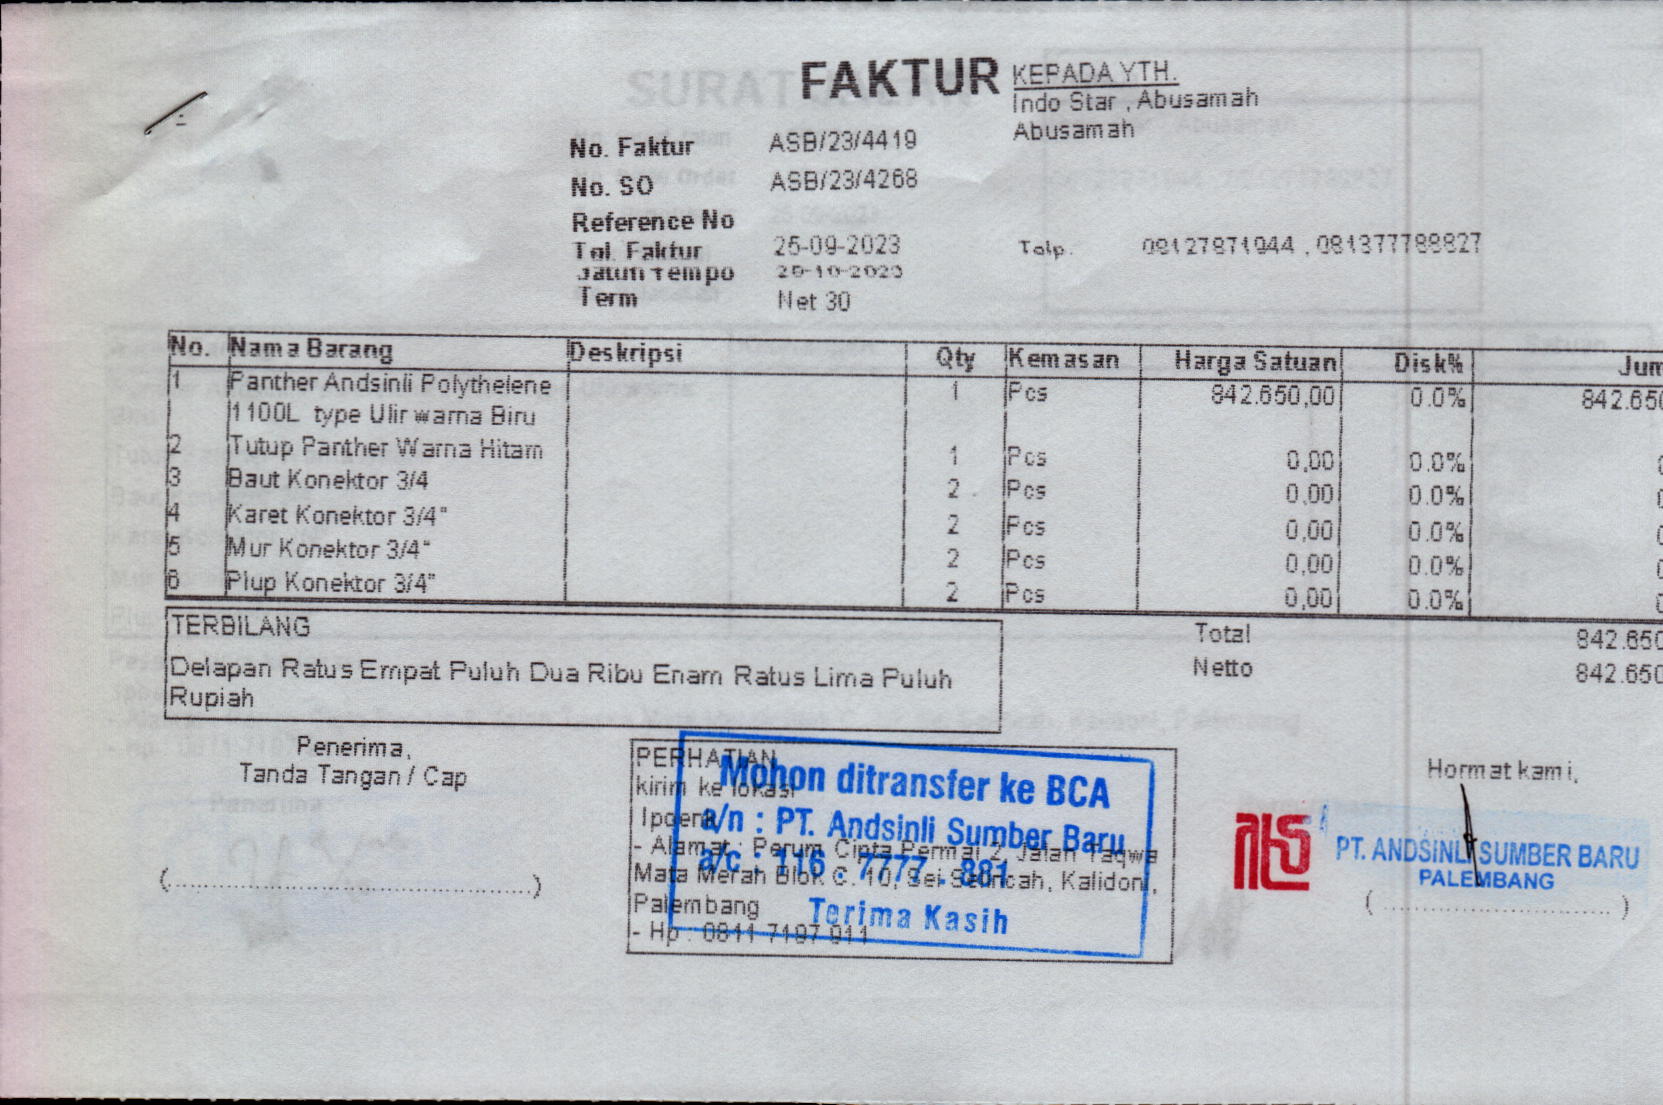 FAKTUR
KEPADA YTH.
Indo Star , Abusamah
Abusamah
No. Faktur ASB/23/4419
No. SO ASB/23/4268
Reference No
Tgl. Faktur 25-09-2023
Jatuh Tempo 25-10-2023
Term Net 30
Telp. 08127871944 , 081377788827
No. Nama Barang Deskripsi Qty Kemasan Harga Satuan Disk% Jum
1 Panther Andsinli Polythelene 1 Pcs 842.650,00 0.0% 842.650
1100L type Ulir warna Biru
2 Tutup Panther Warna Hitam 1 Pcs 0,00 0.0%
3 Baut Konektor 3/4 2 Pcs 0,00 0.0%
4 Karet Konektor 3/4" 2 Pcs 0,00 0.0%
5 Mur Konektor 3/4" 2 Pcs 0,00 0.0%
6 Plup Konektor 3/4" 2 Pcs 0,00 0.0%
TERBILANG
Delapan Ratus Empat Puluh Dua Ribu Enam Ratus Lima Puluh
Rupiah
Total 842.650
Netto 842.650
Penerima,
Tanda Tangan / Cap
PERHATIAN
kirim ke lokasi
- Alamat : Perum Cipta Permai 2, Jalan Taqwa
Mata Merah Blok C. 10, Sei Selincah, Kalidoni,
Palembang
- Hp : 0811 7197 911
Mohon ditransfer ke BCA
a/n : PT. Andsinli Sumber Baru
a/c : 116 - 7777 - 881
Terima Kasih
Hormat kami,
PT. ANDSINLI SUMBER BARU
PALEMBANG